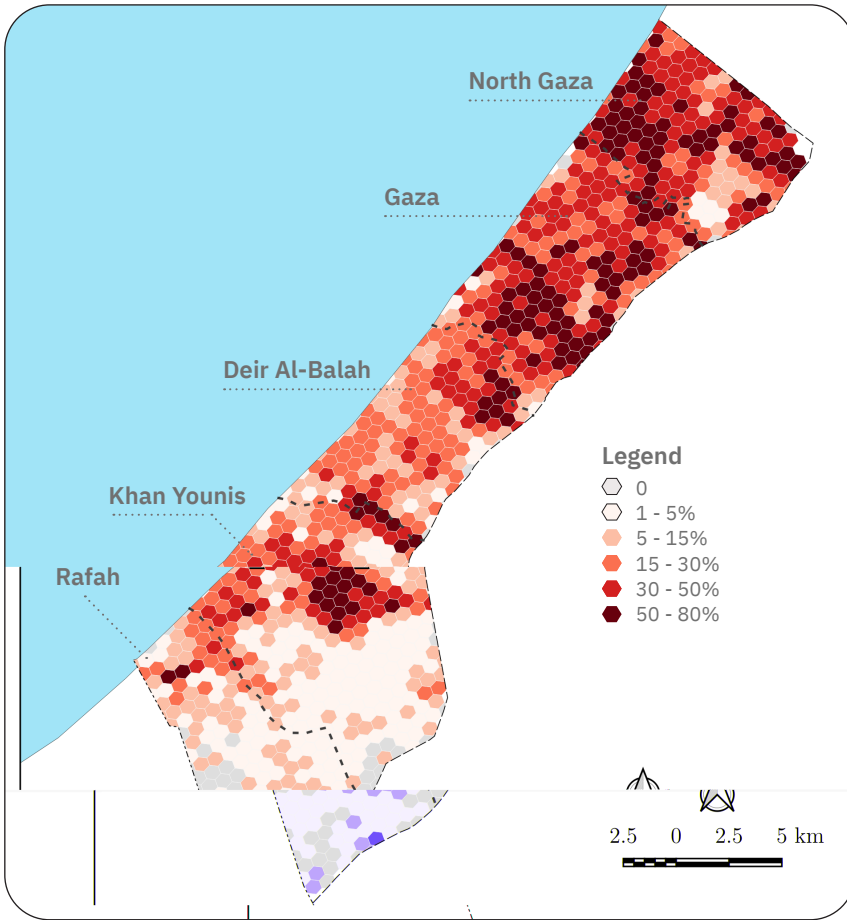 North Gaza
Gaza
Deir Al-Balah
Khan Younis
Rafah
Legend
0
1 - 5%
5 - 15%
15 - 30%
30 - 50%
50 - 80%
2.5 0 2.5 5 km